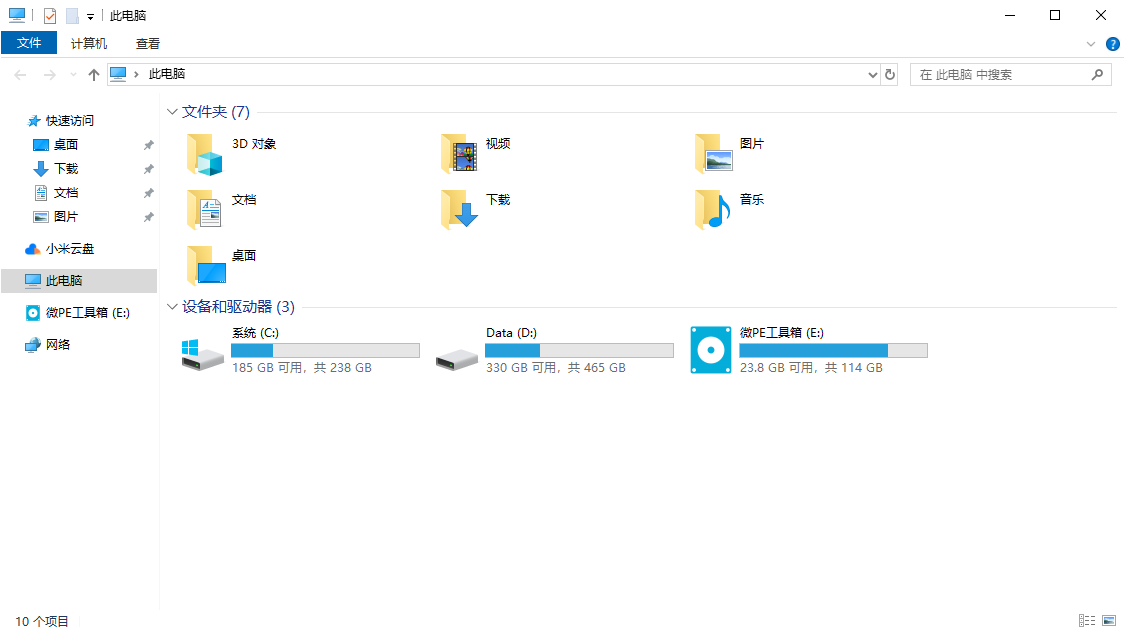 此电脑
文件 计算机 查看
此电脑
在 此电脑 中搜索
快速访问
桌面
下载
文档
图片
小米云盘
此电脑
微PE工具箱 (E:)
网络
文件夹 (7)
3D 对象
视频
图片
文档
下载
音乐
桌面
设备和驱动器 (3)
系统 (C:)
185 GB 可用，共 238 GB
Data (D:)
330 GB 可用，共 465 GB
微PE工具箱 (E:)
23.8 GB 可用，共 114 GB
10 个项目